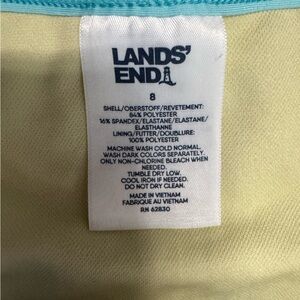 LANDS'
END
8
SHELL/OBERSTOFF/REVETEMENT:
84% POLYESTER
16% SPANDEX/ELASTANE/ELASTANE/
ELASTHANNE
LINING/FUTTER/DOUBLURE:
100% POLYESTER
MACHINE WASH COLD NORMAL.
WASH DARK COLORS SEPARATELY.
ONLY NON-CHLORINE BLEACH WHEN
NEEDED.
TUMBLE DRY LOW.
COOL IRON IF NEEDED.
DO NOT DRY CLEAN.
MADE IN VIETNAM
FABRIQUE AU VIETNAM
RN 62830